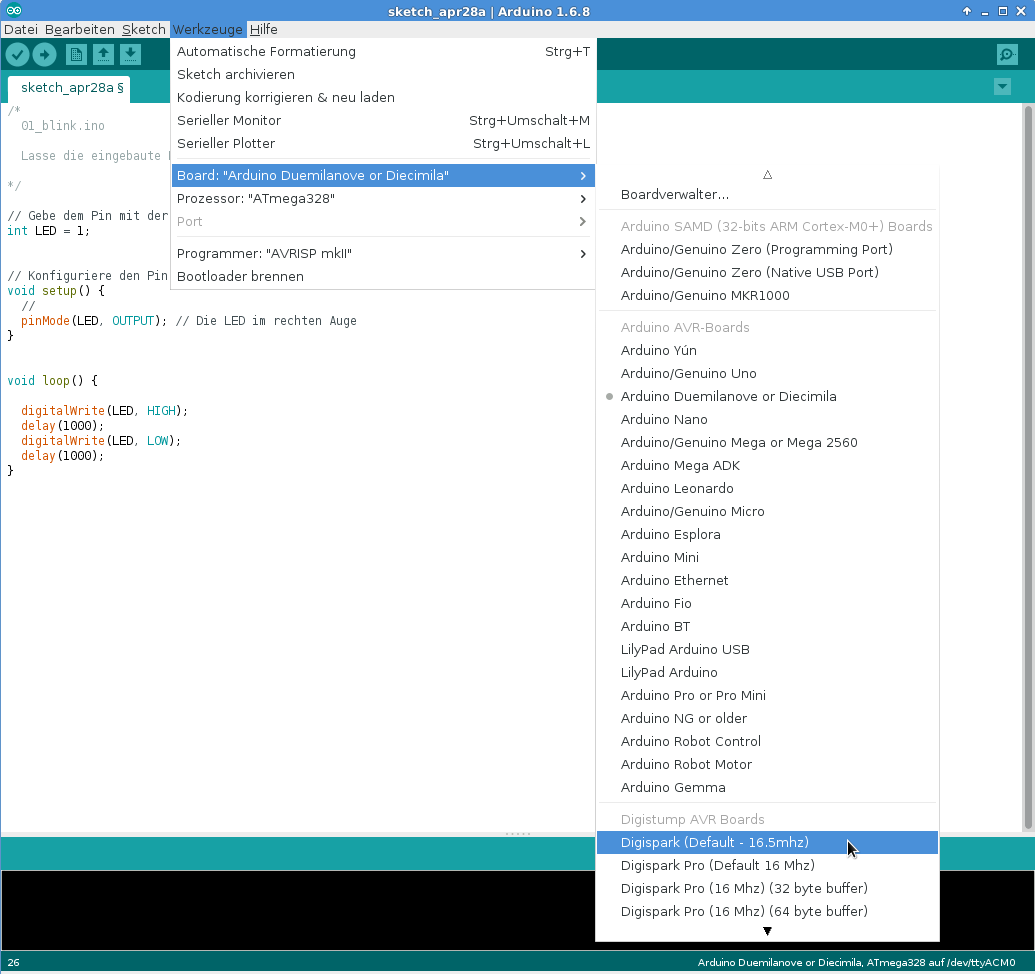 sketch_apr28a | Arduino 1.6.8
Datei Bearbeiten Sketch Werkzeuge Hilfe
sketch_apr28a §
/*
01_blink.ino
Lasse die eingebaute
*/
// Gebe dem Pin mit der
int LED = 1;
// Konfiguriere den Pin
void setup() {
//
pinMode(LED, OUTPUT); // Die LED im rechten Auge
}
void loop() {
digitalWrite(LED, HIGH);
delay(1000);
digitalWrite(LED, LOW);
delay(1000);
}
Automatische Formatierung Strg+T
Sketch archivieren
Kodierung korrigieren & neu laden
Serieller Monitor Strg+Umschalt+M
Serieller Plotter Strg+Umschalt+L
Board: "Arduino Duemilanove or Diecimila"
Prozessor: "ATmega328"
Port
Programmer: "AVRISP mkII"
Bootloader brennen
Boardverwalter...
Arduino SAMD (32-bits ARM Cortex-M0+) Boards
Arduino/Genuino Zero (Programming Port)
Arduino/Genuino Zero (Native USB Port)
Arduino/Genuino MKR1000
Arduino AVR-Boards
Arduino Yún
Arduino/Genuino Uno
Arduino Duemilanove or Diecimila
Arduino Nano
Arduino/Genuino Mega or Mega 2560
Arduino Mega ADK
Arduino Leonardo
Arduino/Genuino Micro
Arduino Esplora
Arduino Mini
Arduino Ethernet
Arduino Fio
Arduino BT
LilyPad Arduino USB
LilyPad Arduino
Arduino Pro or Pro Mini
Arduino NG or older
Arduino Robot Control
Arduino Robot Motor
Arduino Gemma
Digistump AVR Boards
Digispark (Default - 16.5mhz)
Digispark Pro (Default 16 Mhz)
Digispark Pro (16 Mhz) (32 byte buffer)
Digispark Pro (16 Mhz) (64 byte buffer)
26 Arduino Duemilanove or Diecimila, ATmega328 auf /dev/ttyACM0